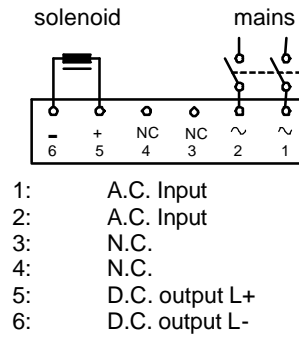 solenoid mains
- + NC NC ~ ~
6 5 4 3 2 1
1: A.C. Input
2: A.C. Input
3: N.C.
4: N.C.
5: D.C. output L+
6: D.C. output L-